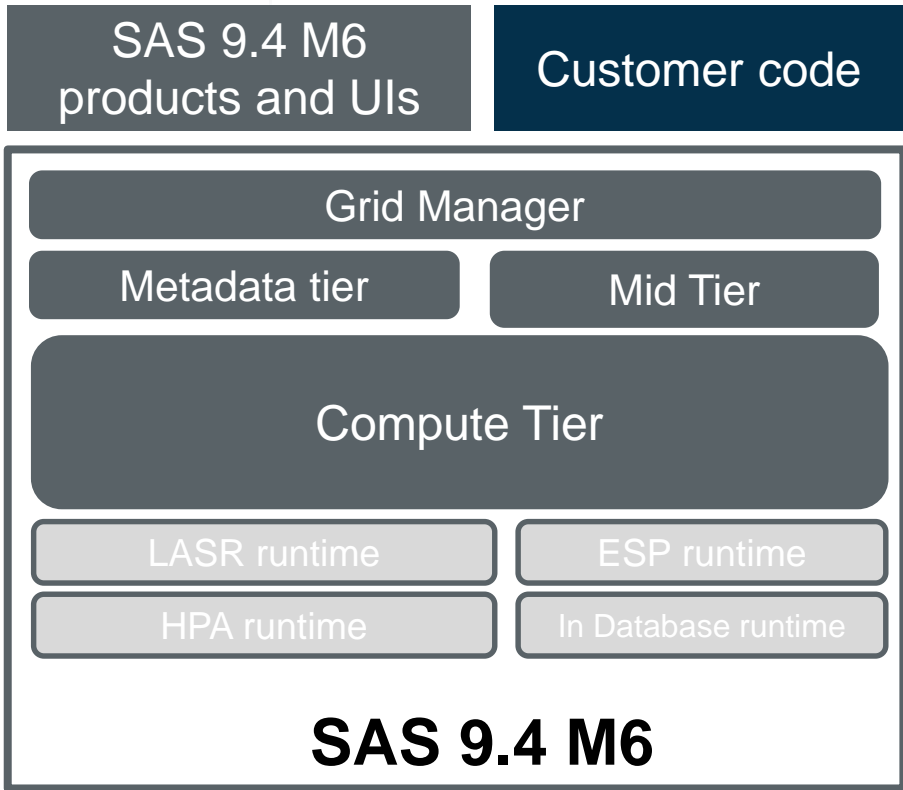 SAS 9.4 M6
products and UIs
Customer code
Grid Manager
Metadata tier
Mid Tier
Compute Tier
LASR runtime
ESP runtime
HPA runtime
In Database runtime
SAS 9.4 M6